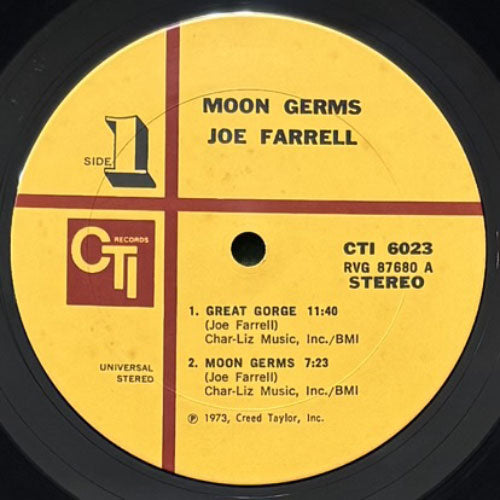 MOON GERMS
JOE FARRELL
SIDE 1
CTI RECORDS
CTI 6023
RVG 87680 A
STEREO
1. GREAT GORGE 11:40
(Joe Farrell)
Char-Liz Music, Inc./BMI
2. MOON GERMS 7:23
(Joe Farrell)
Char-Liz Music, Inc./BMI
UNIVERSAL
STEREO
℗ 1973, Creed Taylor, Inc.